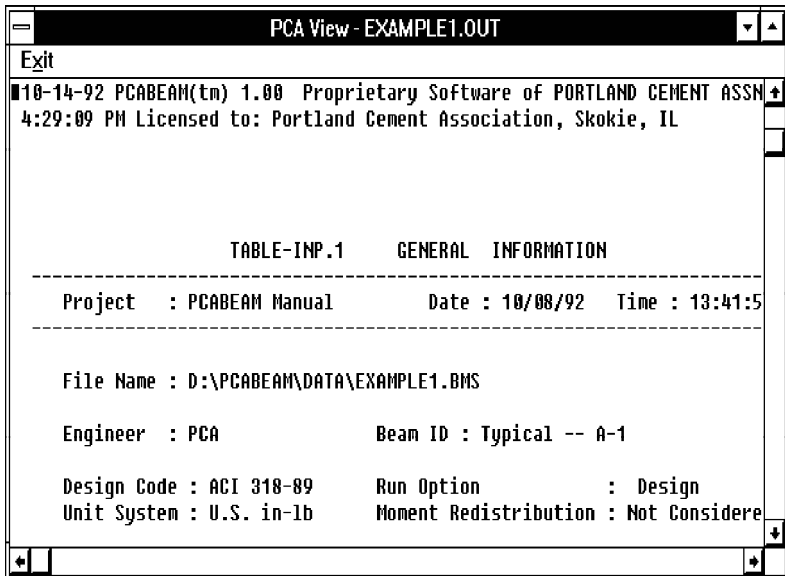 PCA View - EXAMPLE1.OUT
Exit
10-14-92 PCABEAM(tm) 1.00 Proprietary Software of PORTLAND CEMENT ASSN
4:29:09 PM Licensed to: Portland Cement Association, Skokie, IL
TABLE-INP.1 GENERAL INFORMATION
--------------------------------------------------------------------
Project : PCABEAM Manual Date : 10/08/92 Time : 13:41:5
--------------------------------------------------------------------
File Name : D:\PCABEAM\DATA\EXAMPLE1.BMS
Engineer : PCA Beam ID : Typical -- A-1
Design Code : ACI 318-89 Run Option : Design
Unit System : U.S. in-lb Moment Redistribution : Not Considere